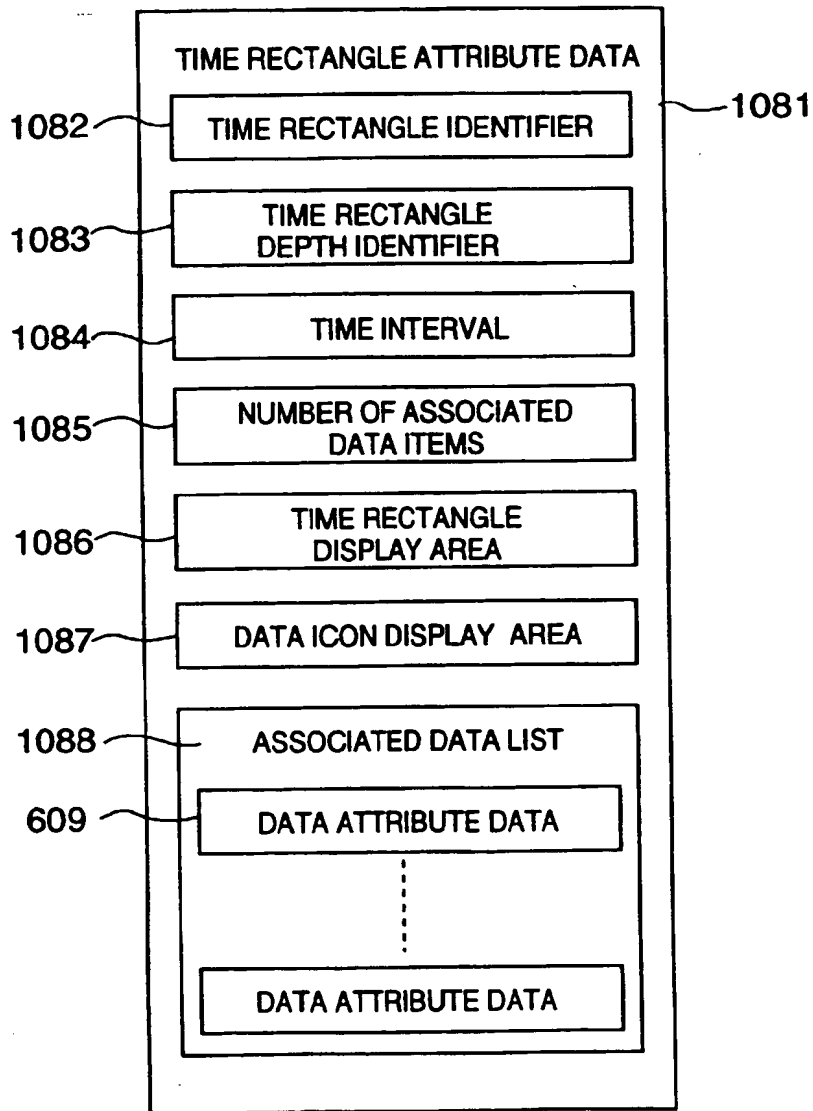 TIME RECTANGLE ATTRIBUTE DATA
1081
1082
TIME RECTANGLE IDENTIFIER
1083
TIME RECTANGLE
DEPTH IDENTIFIER
1084
TIME INTERVAL
1085
NUMBER OF ASSOCIATED
DATA ITEMS
1086
TIME RECTANGLE
DISPLAY AREA
1087
DATA ICON DISPLAY AREA
1088
ASSOCIATED DATA LIST
609
DATA ATTRIBUTE DATA
DATA ATTRIBUTE DATA